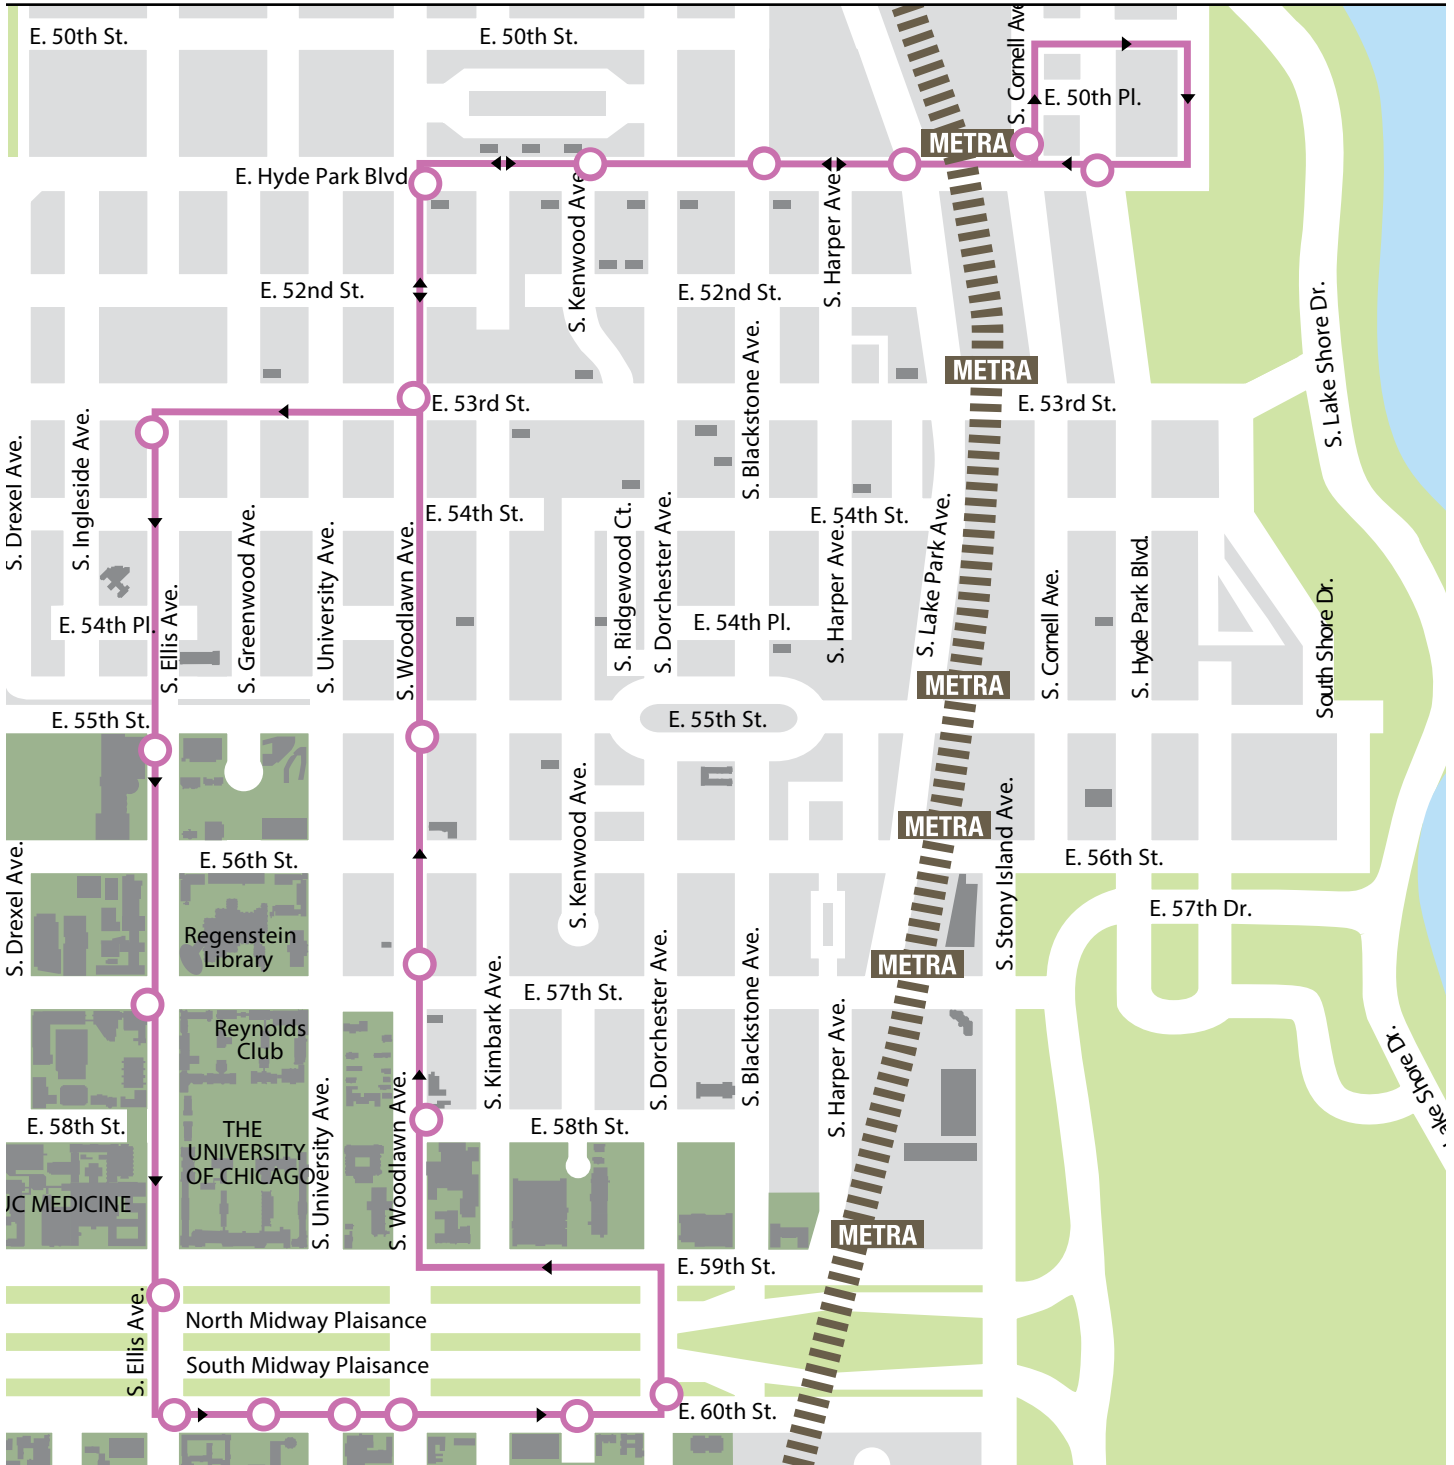 E. 50th St.
E. 50th St.
S. Cornell Ave
E. 50th Pl.
METRA
E. Hyde Park Blvd
S. Kenwood Ave.
S. Harper Ave.
E. 52nd St.
E. 52nd St.
S. Lake Shore Dr.
METRA
S. Blackstone Ave.
E. 53rd St.
E. 53rd St.
S. Drexel Ave.
S. Ingleside Ave.
E. 54th St.
E. 54th St.
S. Greenwood Ave.
S. University Ave.
S. Woodlawn Ave.
S. Ridgewood Ct.
S. Dorchester Ave.
S. Harper Ave.
S. Lake Park Ave.
S. Cornell Ave.
S. Hyde Park Blvd.
South Shore Dr.
E. 54th Pl.
E. 54th Pl.
S. Ellis Ave.
METRA
E. 55th St.
E. 55th St.
S. Kenwood Ave.
METRA
S. Stony Island Ave.
E. 56th St.
E. 56th St.
S. Drexel Ave.
E. 57th Dr.
Regenstein
Library
METRA
S. Kimbark Ave.
E. 57th St.
S. Dorchester Ave.
S. Blackstone Ave.
S. Harper Ave.
Reynolds
Club
ake Shore Dr.
E. 58th St.
THE
UNIVERSITY
OF CHICAGO
S. University Ave.
S. Woodlawn Ave.
E. 58th St.
UC MEDICINE
METRA
E. 59th St.
S. Ellis Ave.
North Midway Plaisance
South Midway Plaisance
E. 60th St.